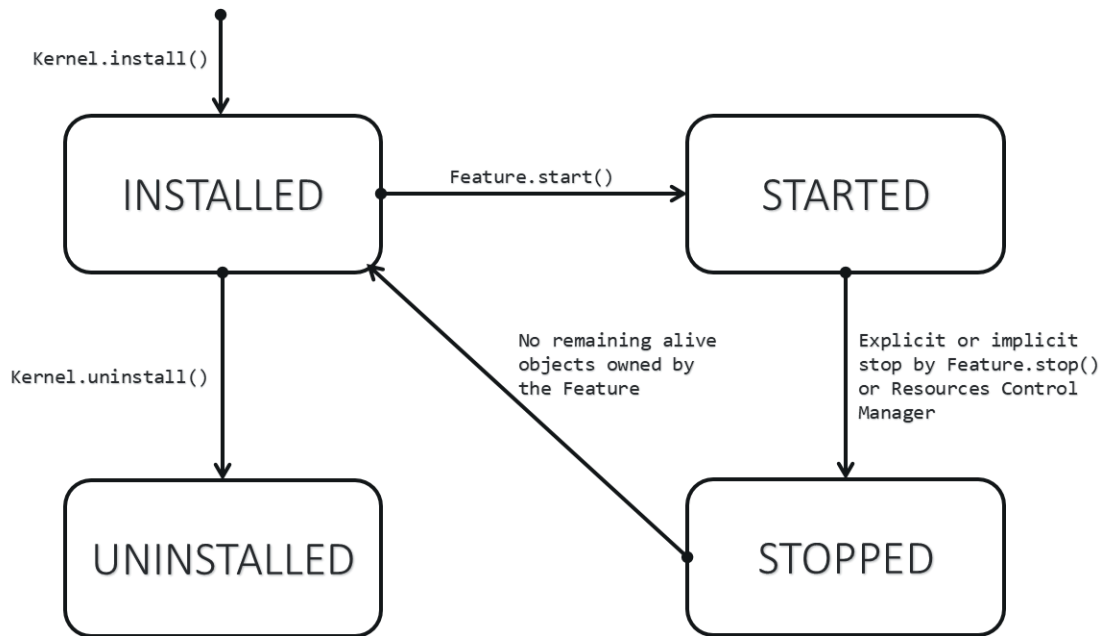 Kernel.install()
INSTALLED
Feature.start()
STARTED
Kernel.uninstall()
No remaining alive
objects owned by
the Feature
Explicit or implicit
stop by Feature.stop()
or Resources Control
Manager
UNINSTALLED
STOPPED